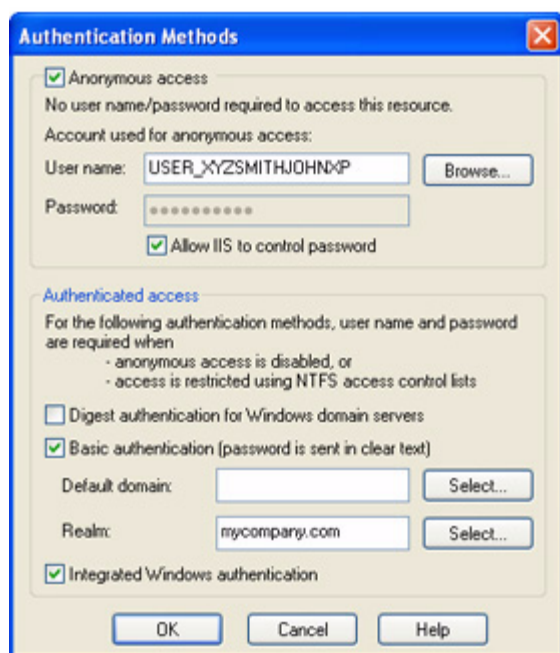 Authentication Methods
Anonymous access
No user name/password required to access this resource.
Account used for anonymous access:
User name: USER_XYZSMITHJOHNXP Browse...
Password: ●●●●●●●●●●
Allow IIS to control password
Authenticated access
For the following authentication methods, user name and password
are required when
- anonymous access is disabled, or
- access is restricted using NTFS access control lists
Digest authentication for Windows domain servers
Basic authentication (password is sent in clear text)
Default domain: Select...
Realm: mycompany.com Select...
Integrated Windows authentication
OK Cancel Help